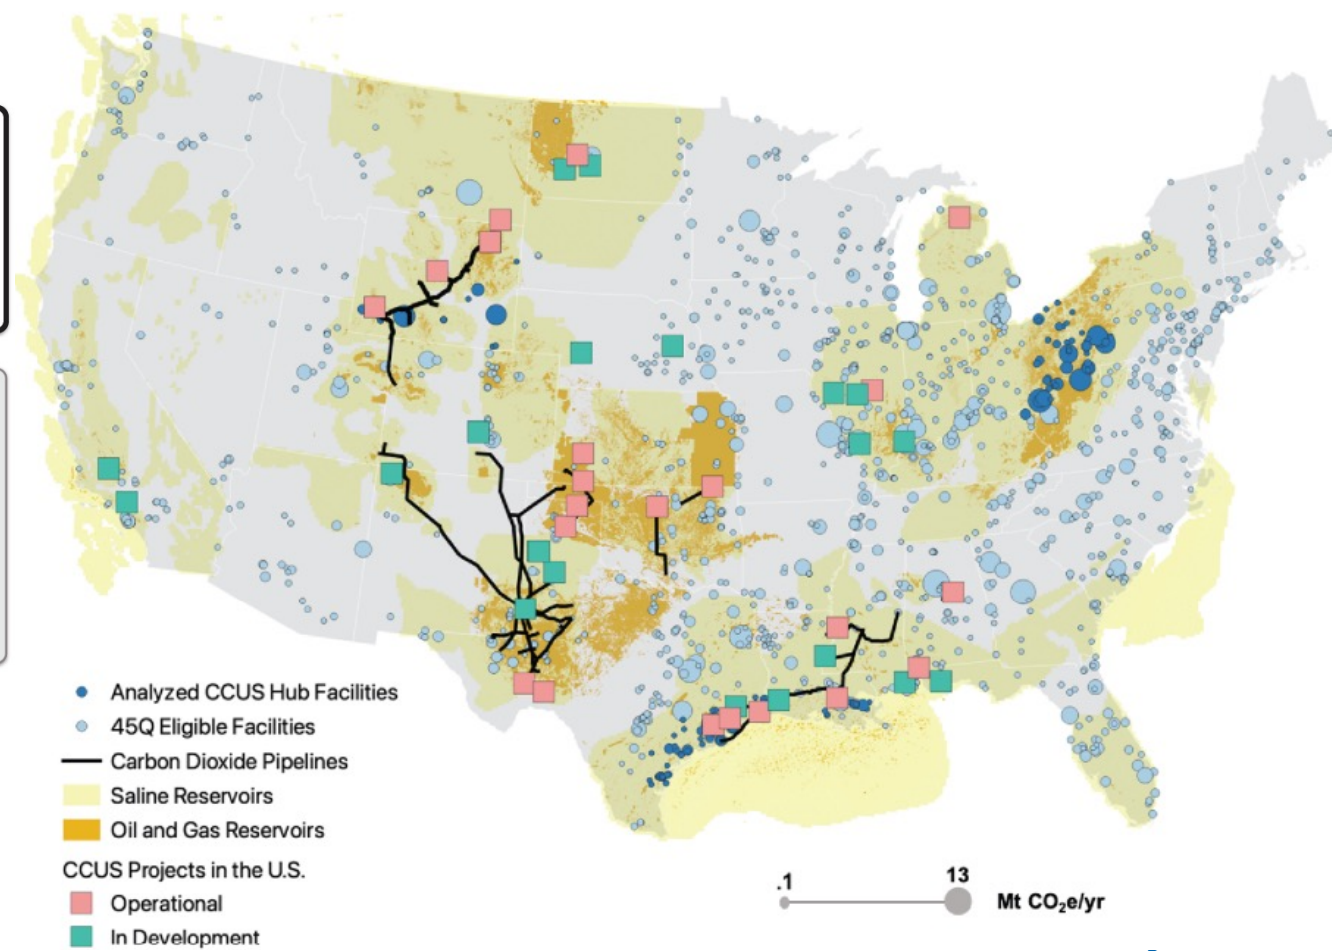 Analyzed CCUS Hub Facilities
45Q Eligible Facilities
Carbon Dioxide Pipelines
Saline Reservoirs
Oil and Gas Reservoirs
CCUS Projects in the U.S.
Operational
In Development
.1
13
Mt CO₂e/yr